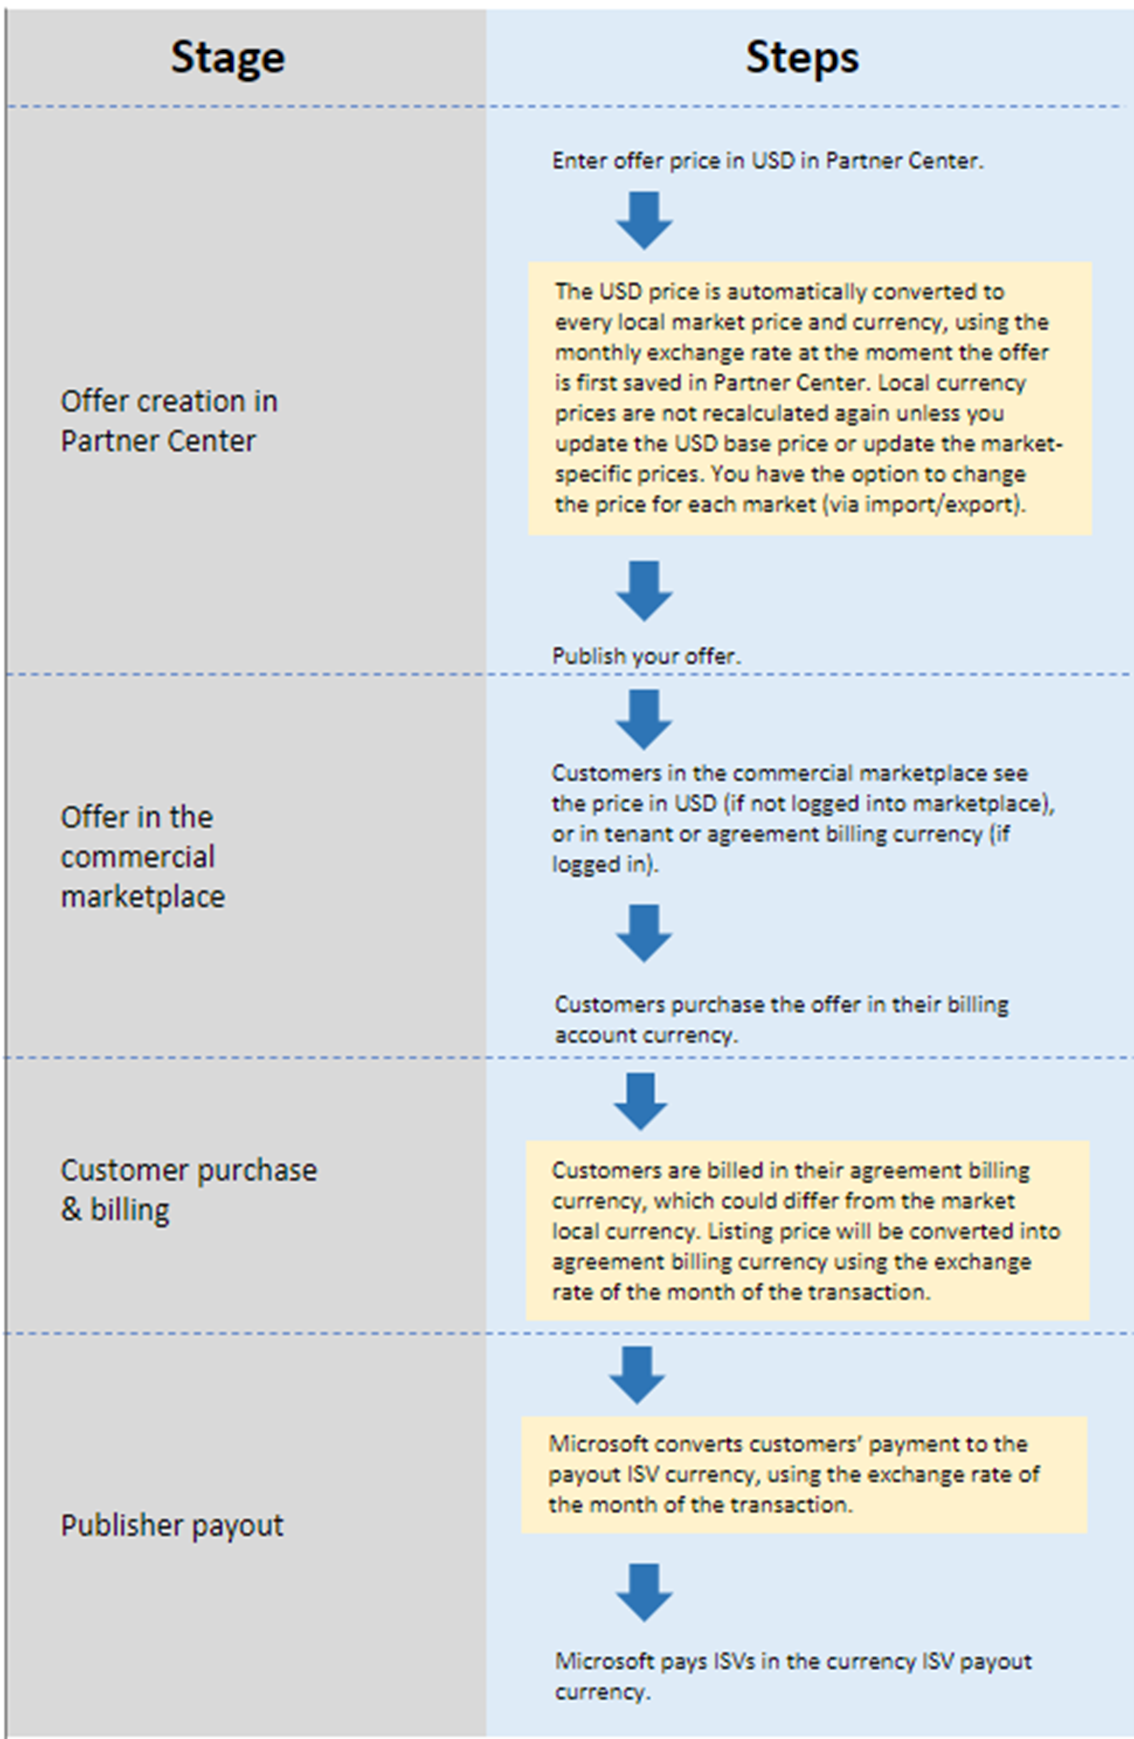 Stage
Steps
Enter offer price in USD in Partner Center.
Offer creation in
Partner Center
The USD price is automatically converted to
every local market price and currency, using the
monthly exchange rate at the moment the offer
is first saved in Partner Center. Local currency
prices are not recalculated again unless you
update the USD base price or update the market-
specific prices. You have the option to change
the price for each market (via import/export).
Publish your offer.
Offer in the
commercial
marketplace
Customers in the commercial marketplace see
the price in USD (if not logged into marketplace),
or in tenant or agreement billing currency (if
logged in).
Customers purchase the offer in their billing
account currency.
Customer purchase
& billing
Customers are billed in their agreement billing
currency, which could differ from the market
local currency. Listing price will be converted into
agreement billing currency using the exchange
rate of the month of the transaction.
Publisher payout
Microsoft converts customers’ payment to the
payout ISV currency, using the exchange rate of
the month of the transaction.
Microsoft pays ISVs in the currency ISV payout
currency.